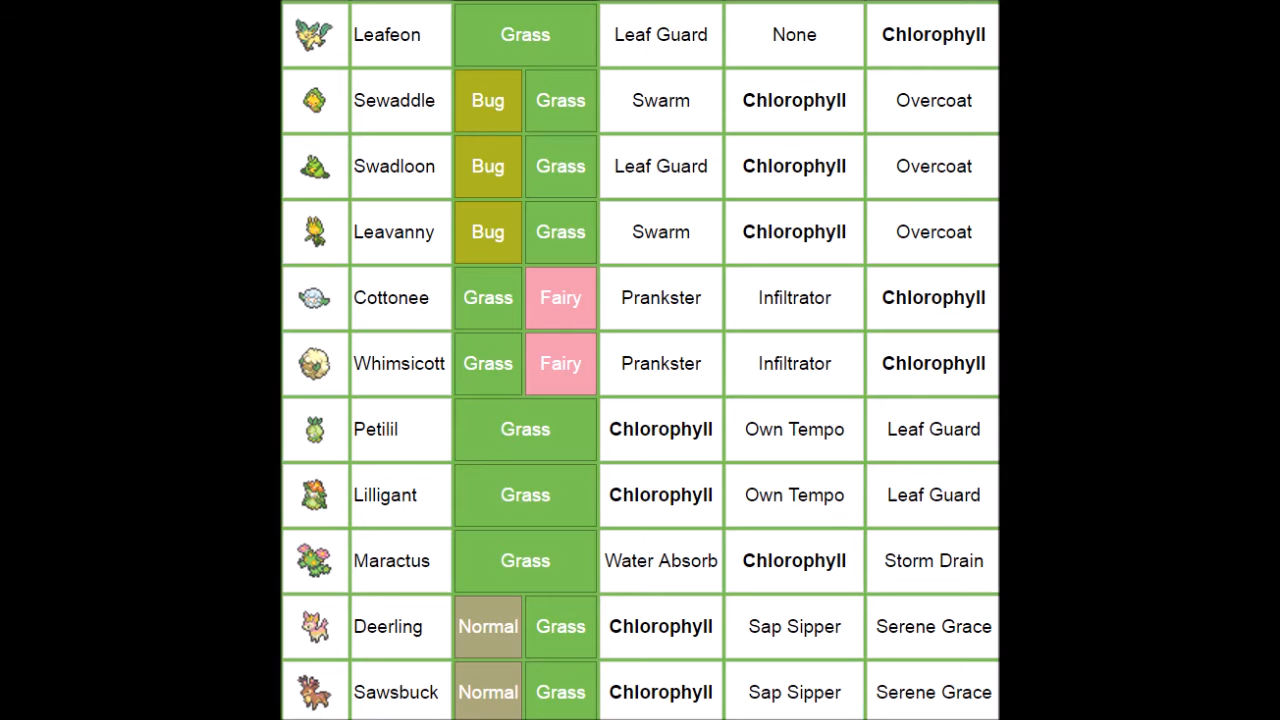 Leafeon Grass Leaf Guard None Chlorophyll
Sewaddle Bug Grass Swarm Chlorophyll Overcoat
Swadloon Bug Grass Leaf Guard Chlorophyll Overcoat
Leavanny Bug Grass Swarm Chlorophyll Overcoat
Cottonee Grass Fairy Prankster Infiltrator Chlorophyll
Whimsicott Grass Fairy Prankster Infiltrator Chlorophyll
Petilil Grass Chlorophyll Own Tempo Leaf Guard
Lilligant Grass Chlorophyll Own Tempo Leaf Guard
Maractus Grass Water Absorb Chlorophyll Storm Drain
Deerling Normal Grass Chlorophyll Sap Sipper Serene Grace
Sawsbuck Normal Grass Chlorophyll Sap Sipper Serene Grace